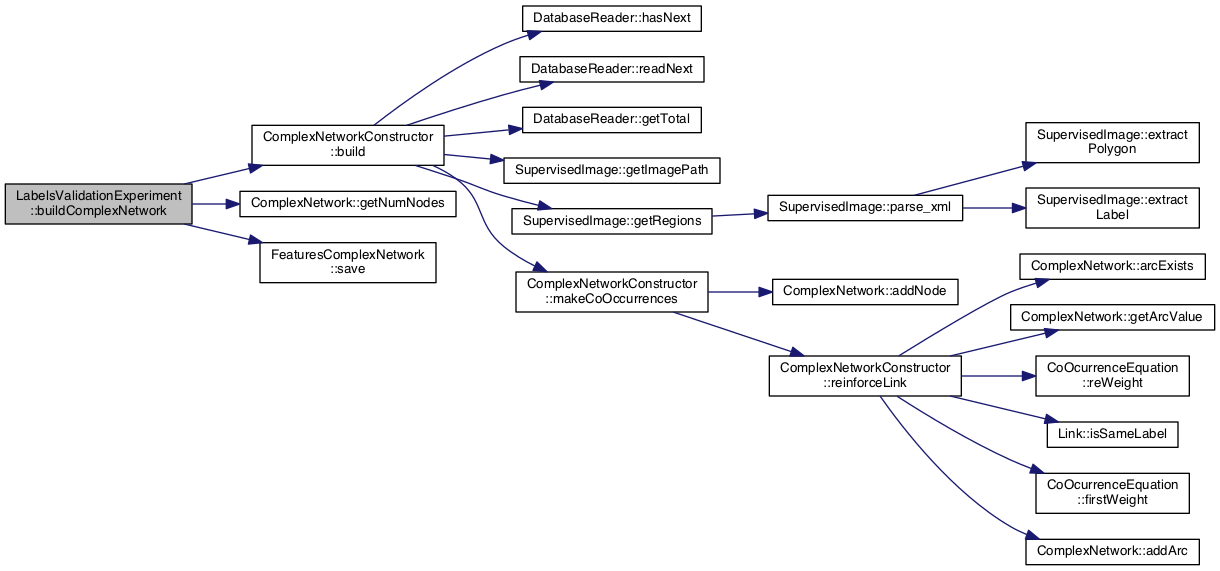 LabelsValidationExperiment
::buildComplexNetwork
ComplexNetworkConstructor
::build
ComplexNetwork::getNumNodes
FeaturesComplexNetwork
::save
DatabaseReader::hasNext
DatabaseReader::readNext
DatabaseReader::getTotal
SupervisedImage::getImagePath
SupervisedImage::getRegions
ComplexNetworkConstructor
::makeCoOccurrences
SupervisedImage::parse_xml
ComplexNetwork::addNode
ComplexNetworkConstructor
::reinforceLink
SupervisedImage::extract
Polygon
SupervisedImage::extract
Label
ComplexNetwork::arcExists
ComplexNetwork::getArcValue
CoOcurrenceEquation
::reWeight
Link::isSameLabel
CoOcurrenceEquation
::firstWeight
ComplexNetwork::addArc